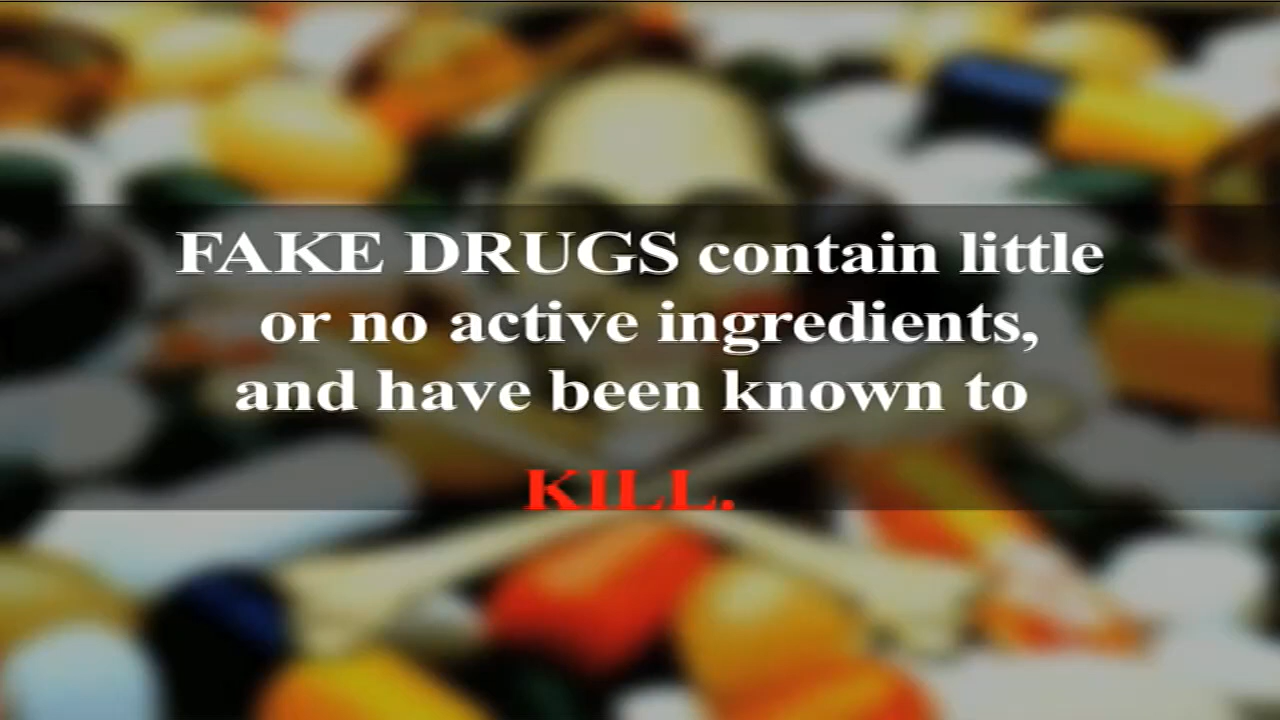 FAKE DRUGS contain little
or no active ingredients,
and have been known to
KILL.